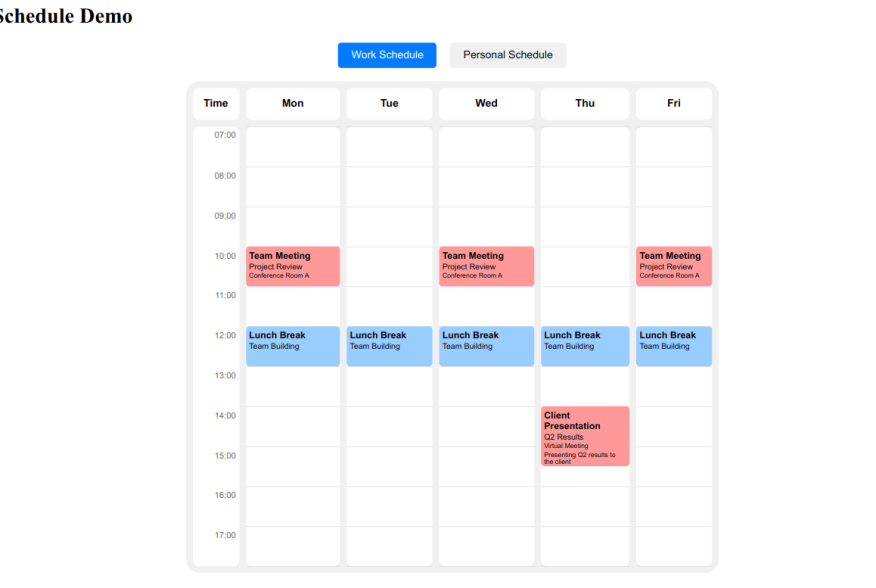 Schedule Demo
Work Schedule Personal Schedule
Time Mon Tue Wed Thu Fri
07:00
08:00
09:00
10:00
Team Meeting
Project Review
Conference Room A
Team Meeting
Project Review
Conference Room A
Team Meeting
Project Review
Conference Room A
11:00
12:00
Lunch Break
Team Building
Lunch Break
Team Building
Lunch Break
Team Building
Lunch Break
Team Building
Lunch Break
Team Building
13:00
14:00
Client
Presentation
Q2 Results
Virtual Meeting
Presenting Q2 results to
the client
15:00
16:00
17:00